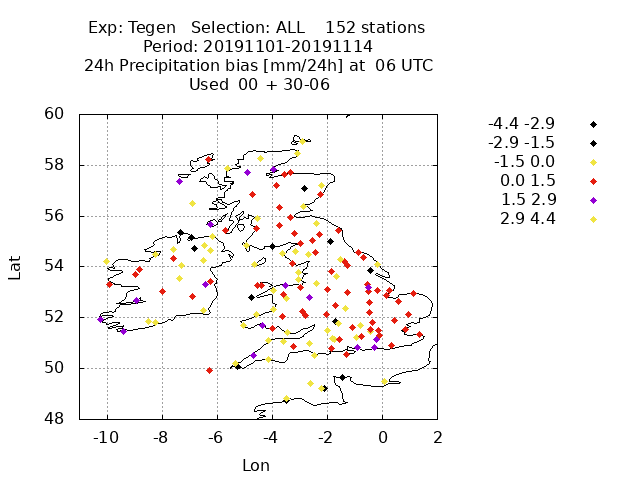 Exp: Tegen Selection: ALL 152 stations
Period: 20191101-20191114
24h Precipitation bias [mm/24h] at 06 UTC
Used 00 + 30-06
60
58
56
54
52
50
48
-10 -8 -6 -4 -2 0 2
Lat
Lon
-4.4 -2.9
-2.9 -1.5
-1.5 0.0
0.0 1.5
1.5 2.9
2.9 4.4